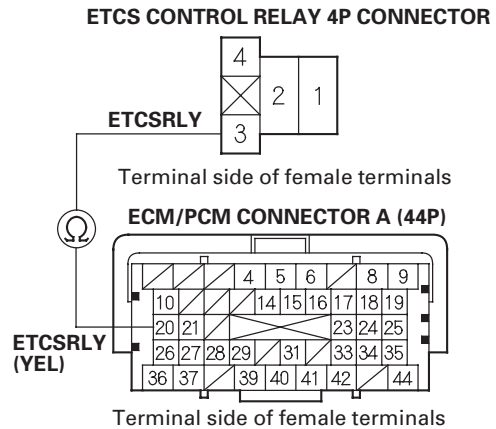 ETCS CONTROL RELAY 4P CONNECTOR
4
2 1
ETCSRLY
3
Terminal side of female terminals
Ω
ECM/PCM CONNECTOR A (44P)
4 5 6 8 9
10 14 15 16 17 18 19
20 21 23 24 25
ETCSRLY
(YEL)
26 27 28 29 31 33 34 35
36 37 39 40 41 42 44
Terminal side of female terminals